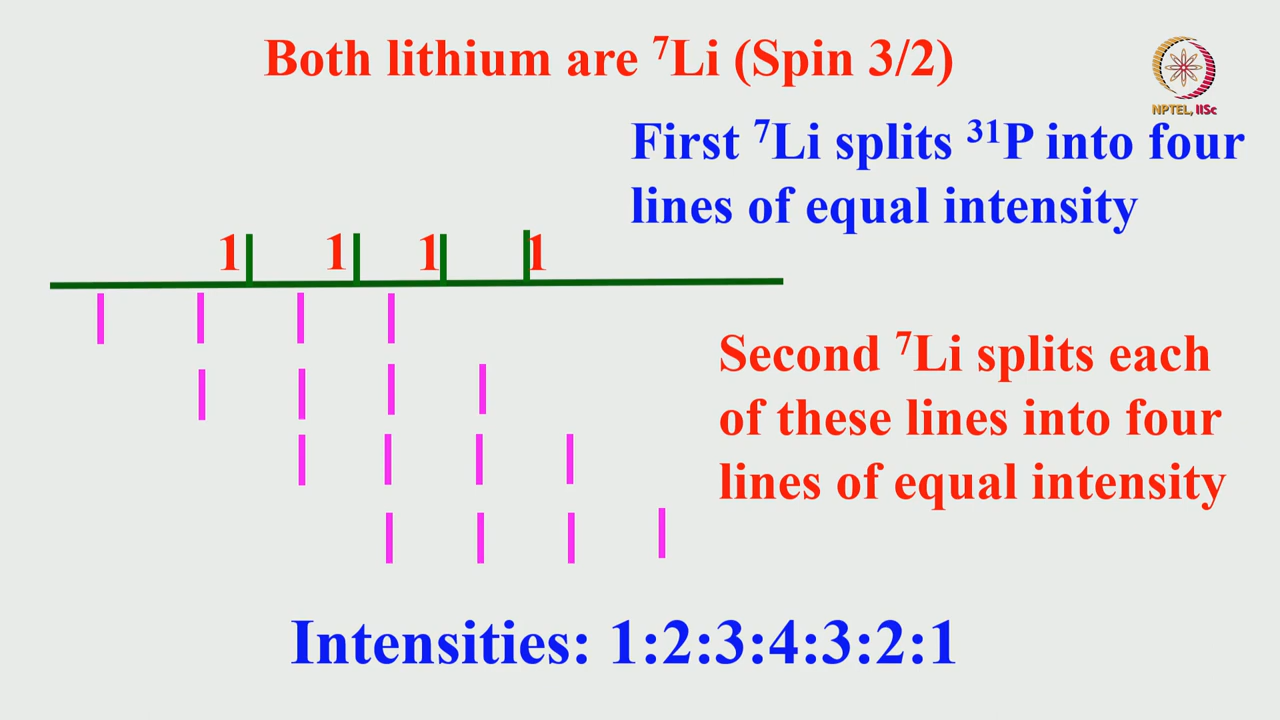 Both lithium are ⁷Li (Spin 3/2)
NPTEL, IISc
First ⁷Li splits ³¹P into four
lines of equal intensity
1 1 1 1
Second ⁷Li splits each
of these lines into four
lines of equal intensity
Intensities: 1:2:3:4:3:2:1